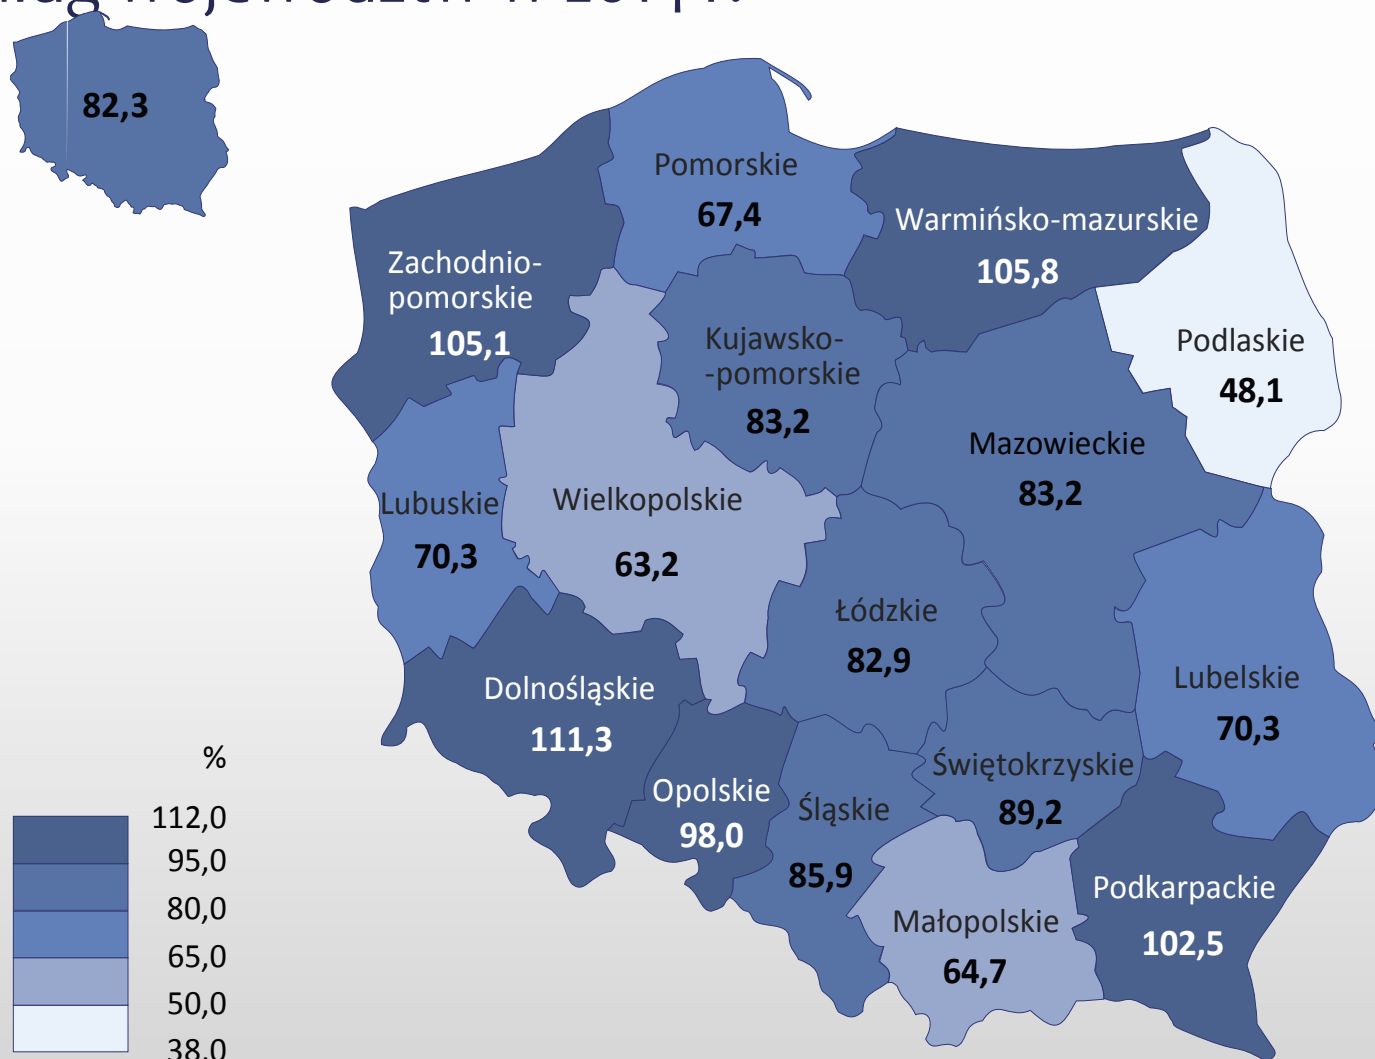 82,3
Pomorskie
67,4
Warmińsko-mazurskie
105,8
Zachodnio-
pomorskie
105,1
Kujawsko-
-pomorskie
83,2
Podlaskie
48,1
Mazowieckie
83,2
Lubuskie
70,3
Wielkopolskie
63,2
Łódzkie
82,9
Lubelskie
70,3
Dolnośląskie
111,3
Opolskie
98,0
Śląskie
85,9
Świętokrzyskie
89,2
Małopolskie
64,7
Podkarpackie
102,5
%
112,0
95,0
80,0
65,0
50,0
38,0